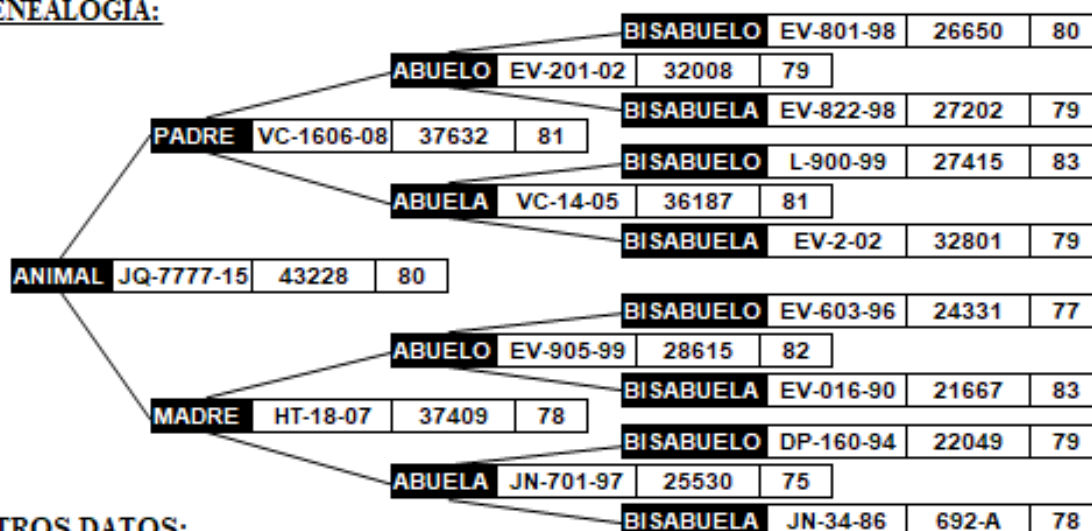 ENEALOGÍA:
BISABUELO EV-801-98 26650 80
ABUELO EV-201-02 32008 79
BISABUELA EV-822-98 27202 79
PADRE VC-1606-08 37632 81
BISABUELO L-900-99 27415 83
ABUELA VC-14-05 36187 81
BISABUELA EV-2-02 32801 79
ANIMAL JQ-7777-15 43228 80
BISABUELO EV-603-96 24331 77
ABUELO EV-905-99 28615 82
BISABUELA EV-016-90 21667 83
MADRE HT-18-07 37409 78
BISABUELO DP-160-94 22049 79
ABUELA JN-701-97 25530 75
BISABUELA JN-34-86 692-A 78
TROS DATOS: